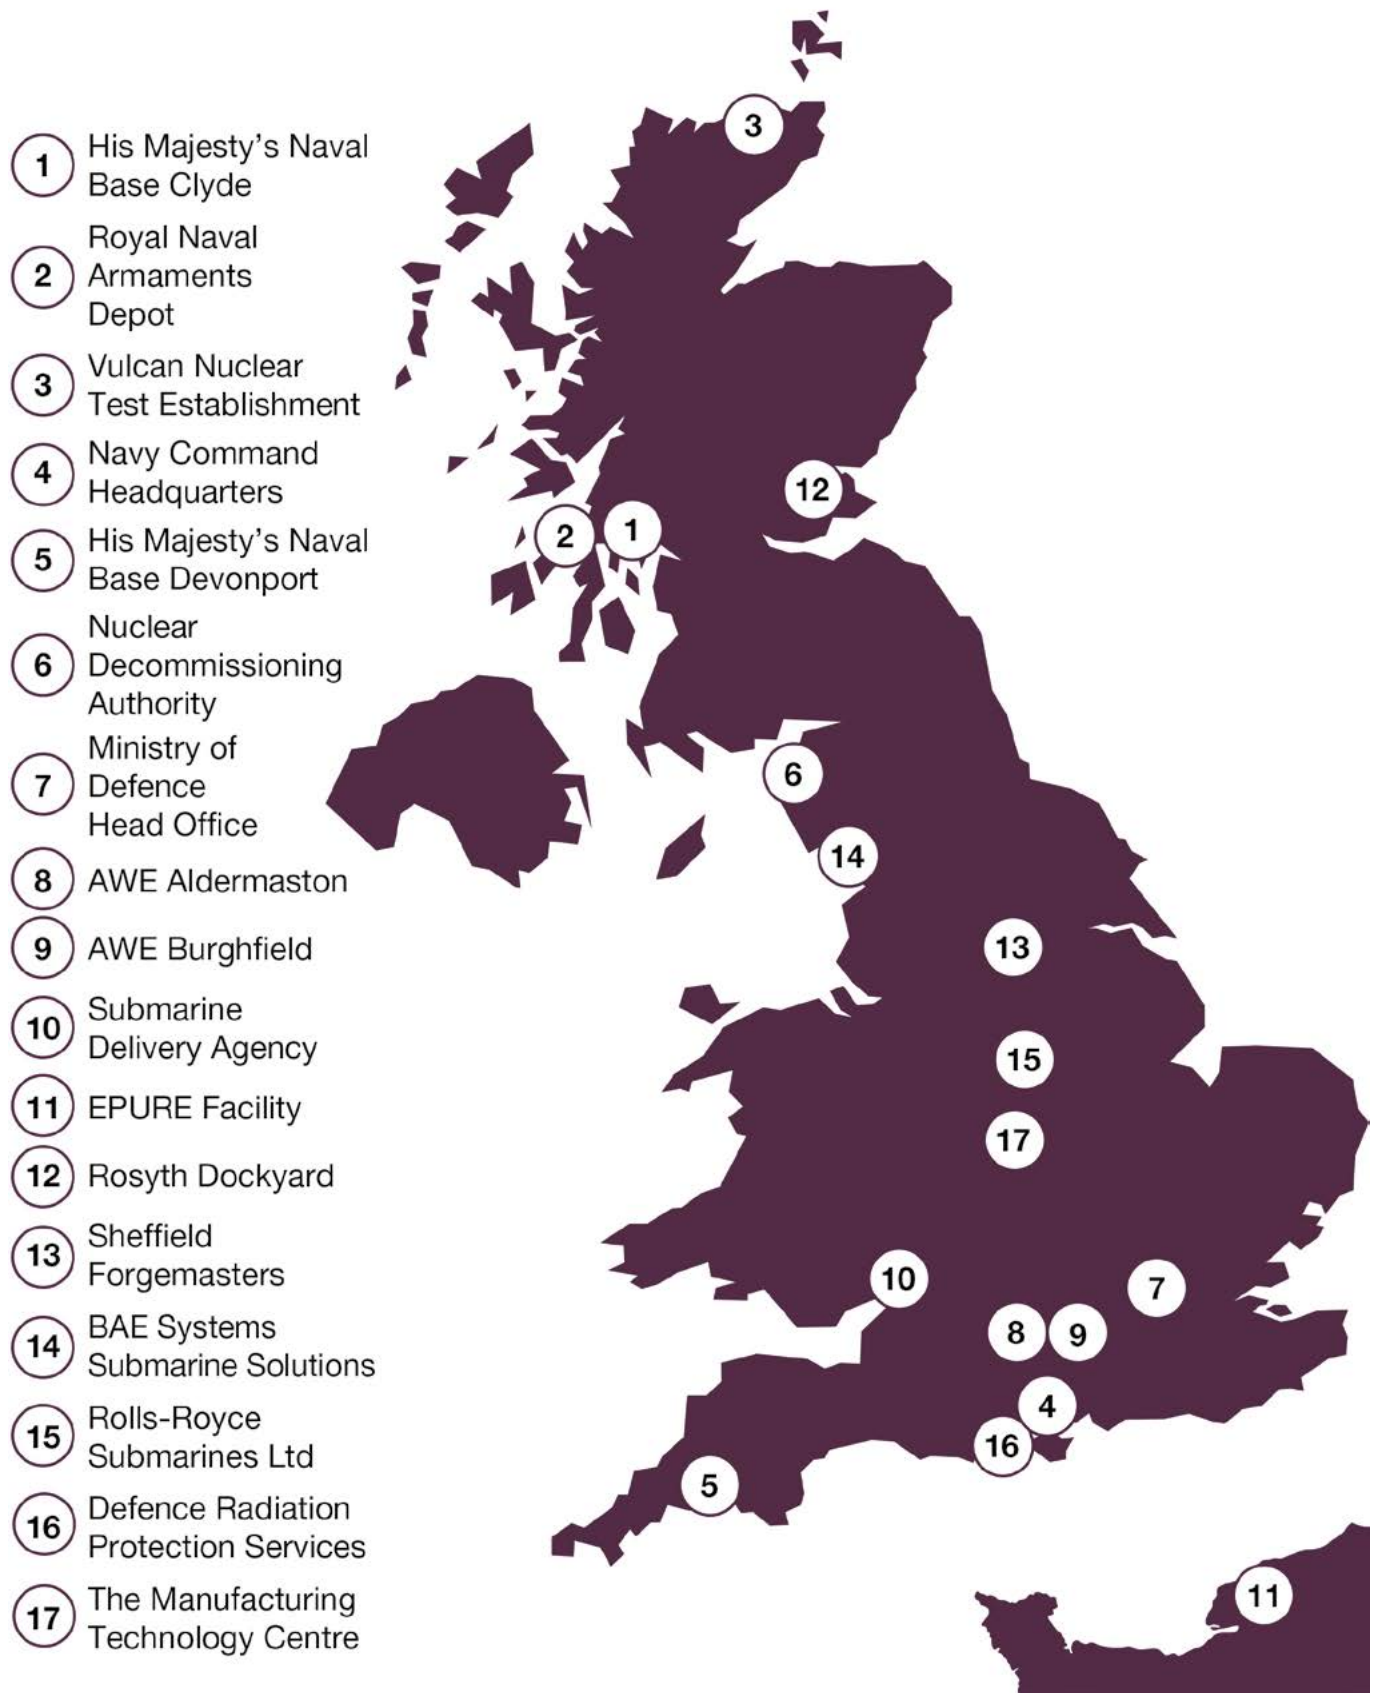 1
His Majesty’s Naval
Base Clyde
2
Royal Naval
Armaments
Depot
3
Vulcan Nuclear
Test Establishment
4
Navy Command
Headquarters
5
His Majesty’s Naval
Base Devonport
6
Nuclear
Decommissioning
Authority
7
Ministry of
Defence
Head Office
8
AWE Aldermaston
9
AWE Burghfield
10
Submarine
Delivery Agency
11
EPURE Facility
12
Rosyth Dockyard
13
Sheffield
Forgemasters
14
BAE Systems
Submarine Solutions
15
Rolls-Royce
Submarines Ltd
16
Defence Radiation
Protection Services
17
The Manufacturing
Technology Centre
3
12
2
1
6
14
13
15
17
10
7
8
9
4
16
5
11